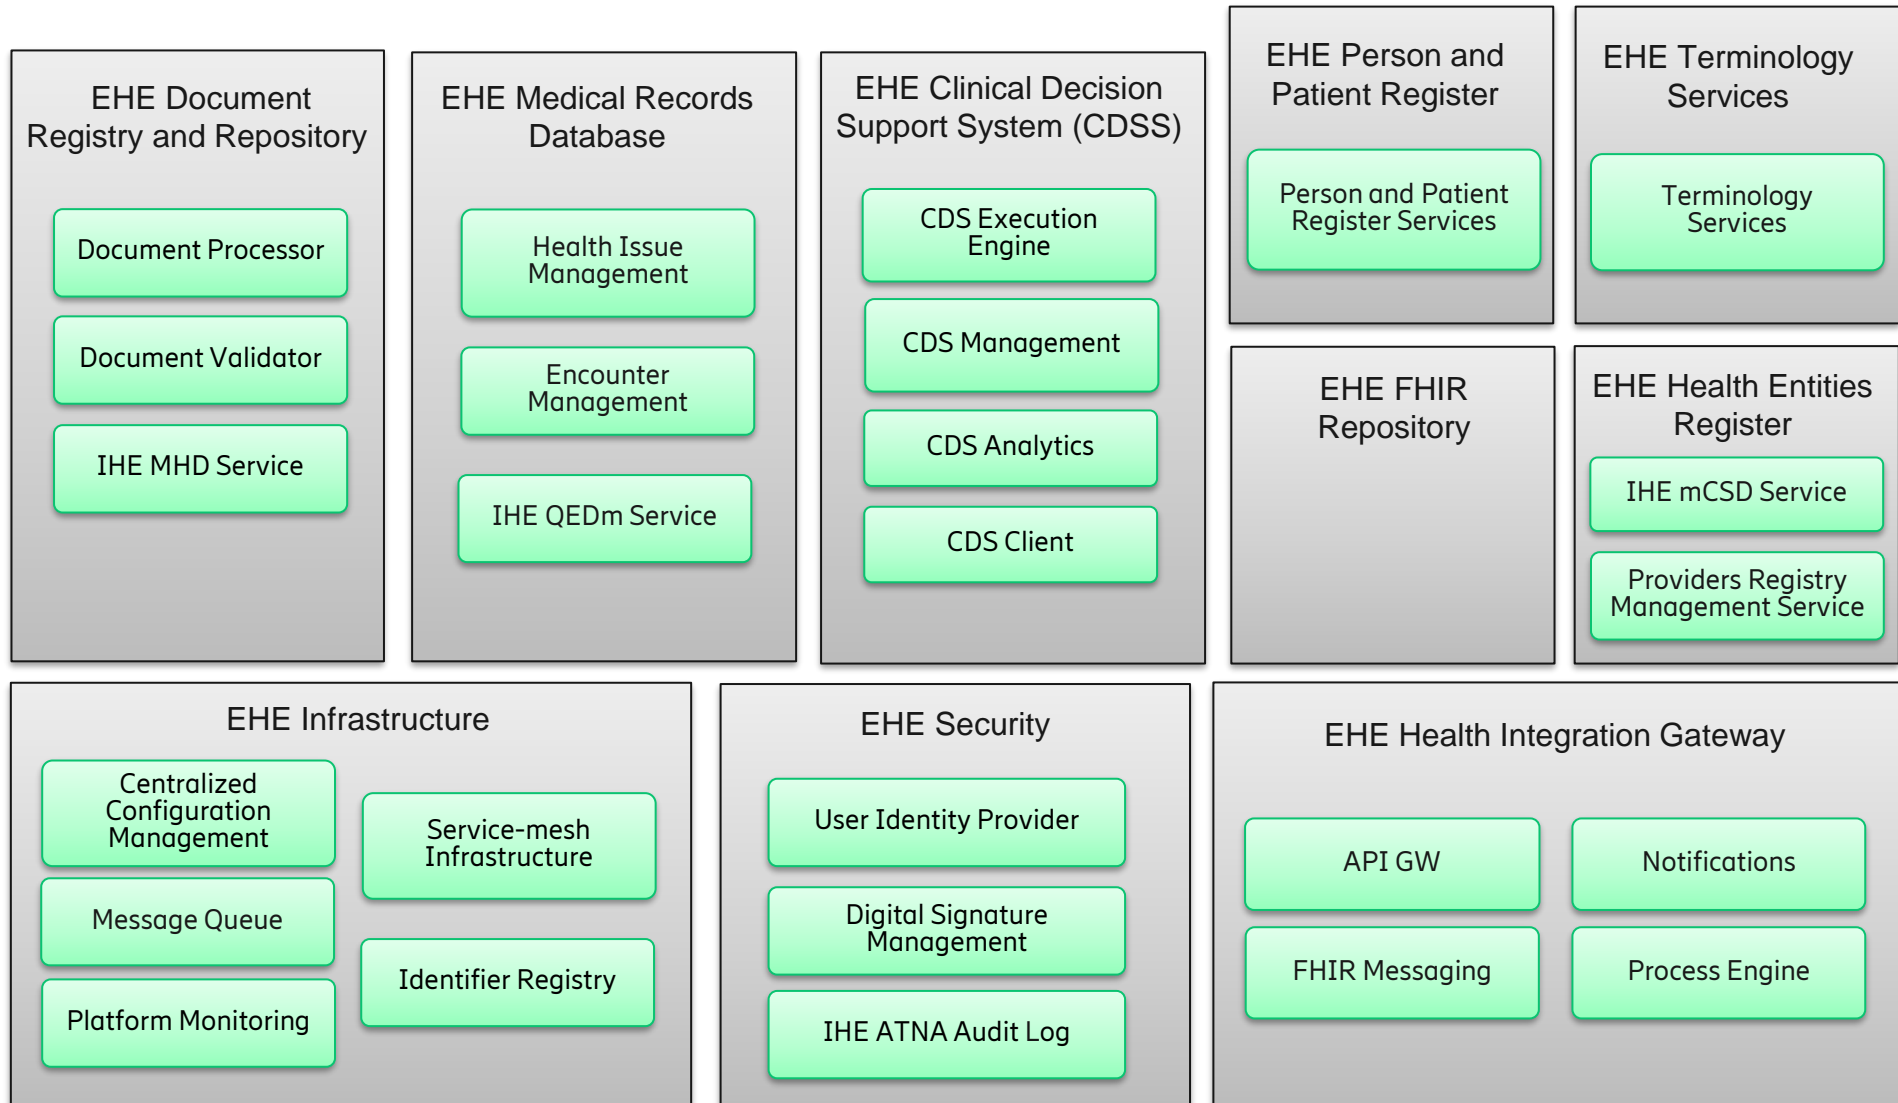 EHE Document
Registry and Repository
Document Processor
Document Validator
IHE MHD Service
EHE Medical Records
Database
Health Issue
Management
Encounter
Management
IHE QEDm Service
EHE Clinical Decision
Support System (CDSS)
CDS Execution
Engine
CDS Management
CDS Analytics
CDS Client
EHE Person and
Patient Register
Person and Patient
Register Services
EHE Terminology
Services
Terminology
Services
EHE FHIR
Repository
EHE Health Entities
Register
IHE mCSD Service
Providers Registry
Management Service
EHE Infrastructure
Centralized
Configuration
Management
Message Queue
Platform Monitoring
Service-mesh
Infrastructure
Identifier Registry
EHE Security
User Identity Provider
Digital Signature
Management
IHE ATNA Audit Log
EHE Health Integration Gateway
API GW
Notifications
FHIR Messaging
Process Engine